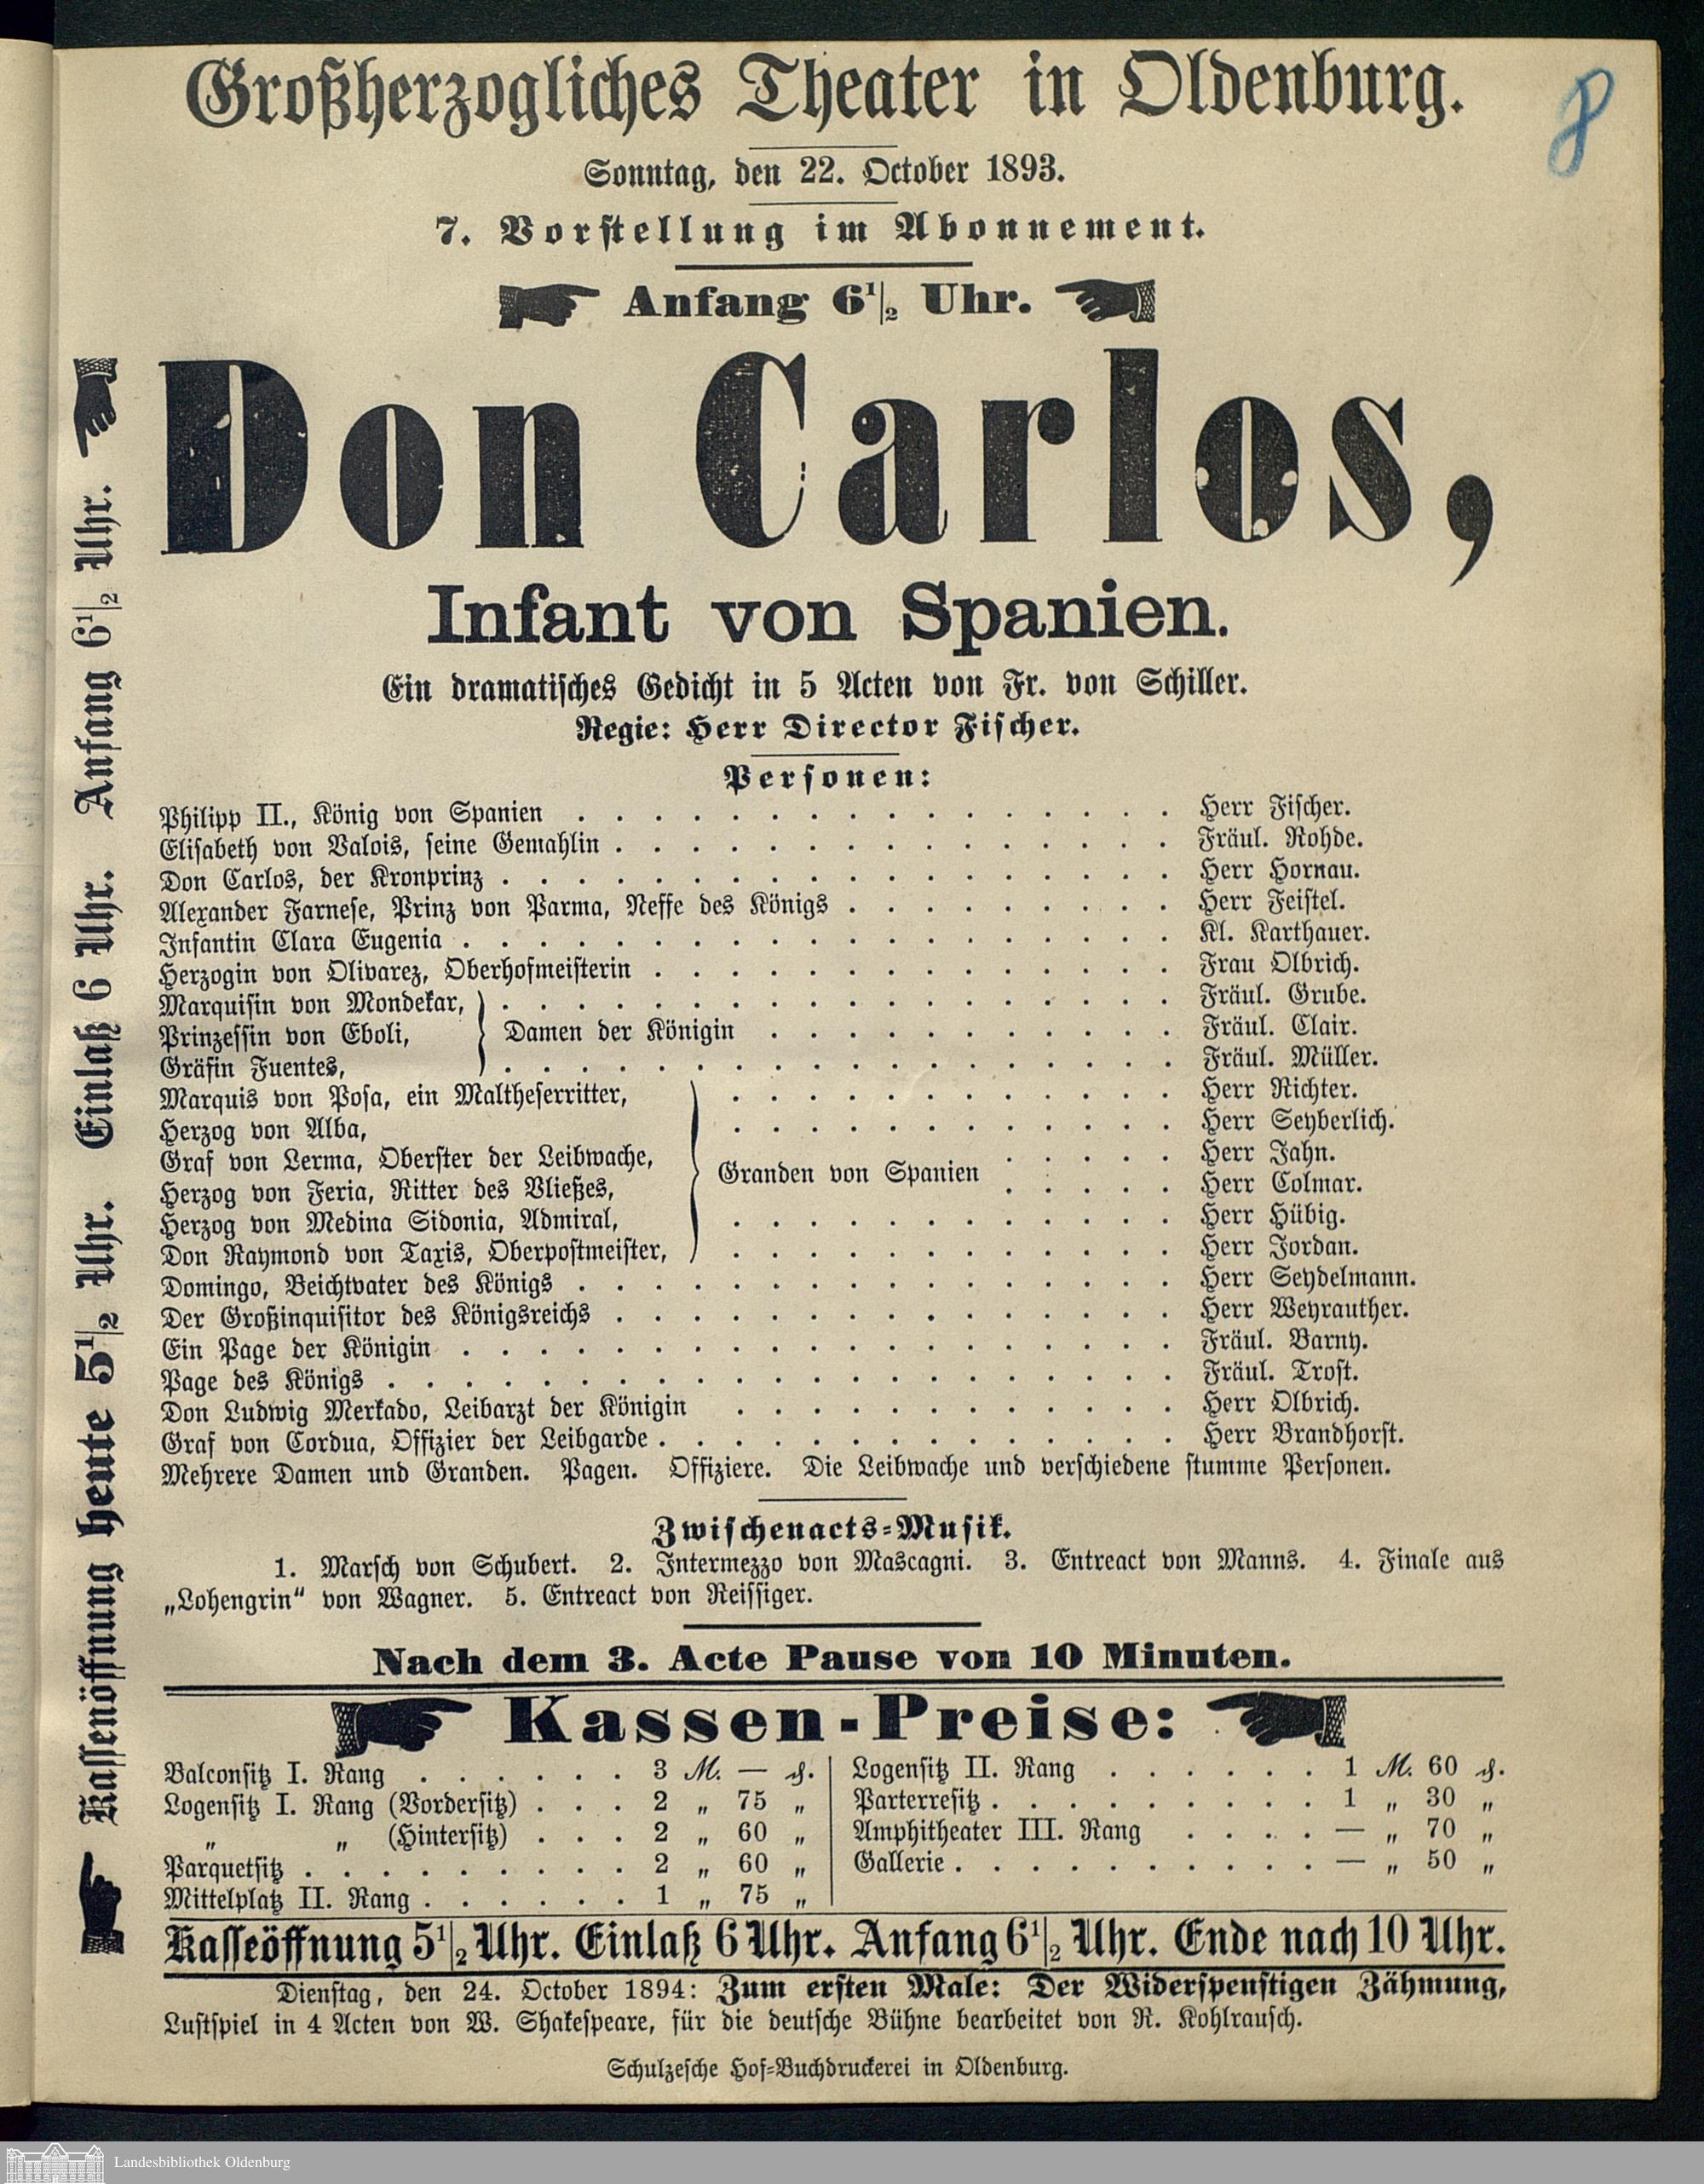 Großherzogliches Theater in Oldenburg.
8
Sonntag, den 22. October 1893.
7. Vorstellung im Abonnement.
Anfang 6 1/2 Uhr.
Don Carlos,
Infant von Spanien.
Ein dramatisches Gedicht in 5 Acten von Fr. von Schiller.
Regie: Herr Director Fischer.
Personen:
Philipp II., König von Spanien . . . . . . . . . . . . . . . . Herr Fischer.
Elisabeth von Valois, seine Gemahlin . . . . . . . . . . . . . . . Fräul. Rohde.
Don Carlos, der Kronprinz . . . . . . . . . . . . . . . . . . Herr Hornau.
Alexander Farnese, Prinz von Parma, Neffe des Königs . . . . . . . . . Herr Feistel.
Infantin Clara Eugenia . . . . . . . . . . . . . . . . . . . Kl. Karthauer.
Herzogin von Olivarez, Oberhofmeisterin . . . . . . . . . . . . . . Frau Olbrich.
Marquisin von Mondekar, . . . . . . . . . . . . . . . . . . Fräul. Grube.
Prinzessin von Eboli, } Damen der Königin . . . . . . . . . . . Fräul. Clair.
Gräfin Fuentes, . . . . . . . . . . . . . . . . . . Fräul. Müller.
Marquis von Posa, ein Maltheserritter, . . . . . . . . . . . . Herr Richter.
Herzog von Alba, . . . . . . . . . . . . Herr Seyberlich.
Graf von Lerma, Oberster der Leibwache, . . . . . Herr Jahn.
} Granden von Spanien
Herzog von Feria, Ritter des Vließes, . . . . . Herr Colmar.
Herzog von Medina Sidonia, Admiral, . . . . . . . . . . . . Herr Hübig.
Don Raymond von Taxis, Oberpostmeister, . . . . . . . . . . . . Herr Jordan.
Domingo, Beichtvater des Königs . . . . . . . . . . . . . . . . Herr Seydelmann.
Der Großinquisitor des Königsreichs . . . . . . . . . . . . . . . Herr Weyrauther.
Ein Page der Königin . . . . . . . . . . . . . . . . . . . Fräul. Barny.
Page des Königs . . . . . . . . . . . . . . . . . . . . . Fräul. Trost.
Don Ludwig Merkado, Leibarzt der Königin . . . . . . . . . . . . Herr Olbrich.
Graf von Cordua, Offizier der Leibgarde . . . . . . . . . . . . . . Herr Brandhorst.
Mehrere Damen und Granden. Pagen. Offiziere. Die Leibwache und verschiedene stumme Personen.
Zwischenacts-Musik.
1. Marsch von Schubert. 2. Intermezzo von Mascagni. 3. Entreact von Manns. 4. Finale aus
„Lohengrin“ von Wagner. 5. Entreact von Reissiger.
Nach dem 3. Acte Pause von 10 Minuten.
Kassen-Preise:
Balconsitz I. Rang . . . . . . 3 M. — ₰.
Logensitz I. Rang (Vordersitz) . . . 2 „ 75 „
„ „ (Hintersitz) . . . 2 „ 60 „
Parquetsitz . . . . . . . . . 2 „ 60 „
Mittelplatz II. Rang . . . . . . 1 „ 75 „
Logensitz II. Rang . . . . . . 1 M. 60 ₰.
Parterresitz . . . . . . . . . 1 „ 30 „
Amphitheater III. Rang . . . . — „ 70 „
Gallerie . . . . . . . . . . — „ 50 „
Kasseöffnung 5 1/2 Uhr. Einlaß 6 Uhr. Anfang 6 1/2 Uhr. Ende nach 10 Uhr.
Dienstag, den 24. October 1894: Zum ersten Male: Der Widerspenstigen Zähmung,
Lustspiel in 4 Acten von W. Shakespeare, für die deutsche Bühne bearbeitet von R. Kohlrausch.
Schulzesche Hof-Buchdruckerei in Oldenburg.
Kassenöffnung heute 5 1/2 Uhr. Einlaß 6 Uhr. Anfang 6 1/2 Uhr.
Landesbibliothek Oldenburg